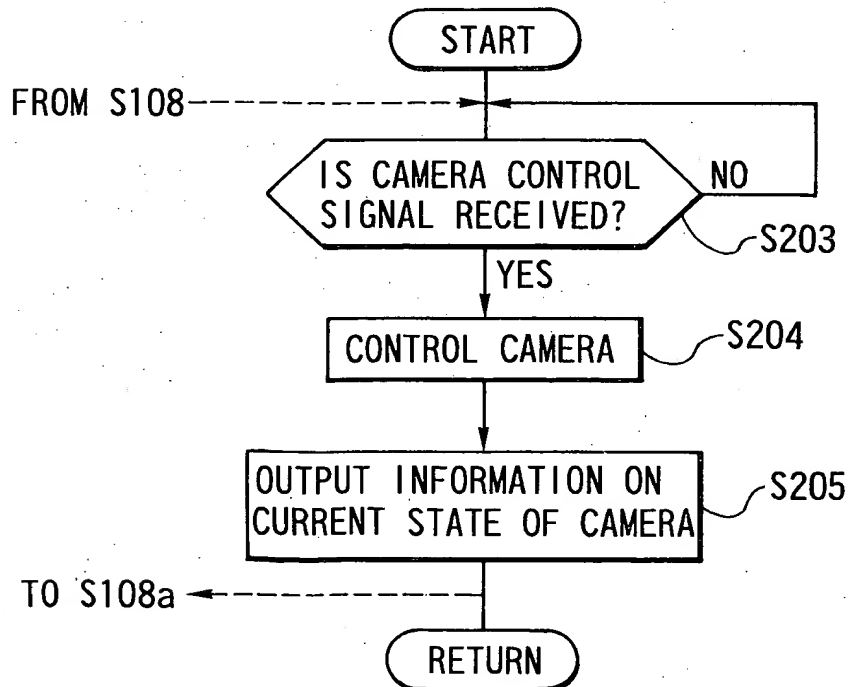 START
FROM S108
IS CAMERA CONTROL
SIGNAL RECEIVED?
NO
S203
YES
CONTROL CAMERA
S204
OUTPUT INFORMATION ON
CURRENT STATE OF CAMERA
S205
TO S108a
RETURN